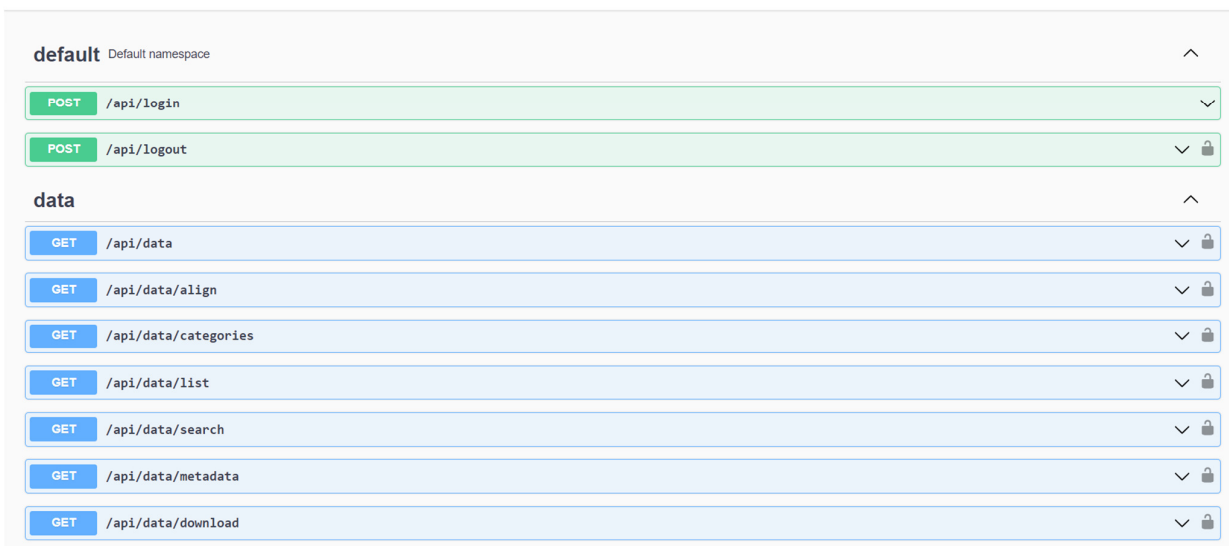 default Default namespace
POST /api/login
POST /api/logout
data
GET /api/data
GET /api/data/align
GET /api/data/categories
GET /api/data/list
GET /api/data/search
GET /api/data/metadata
GET /api/data/download